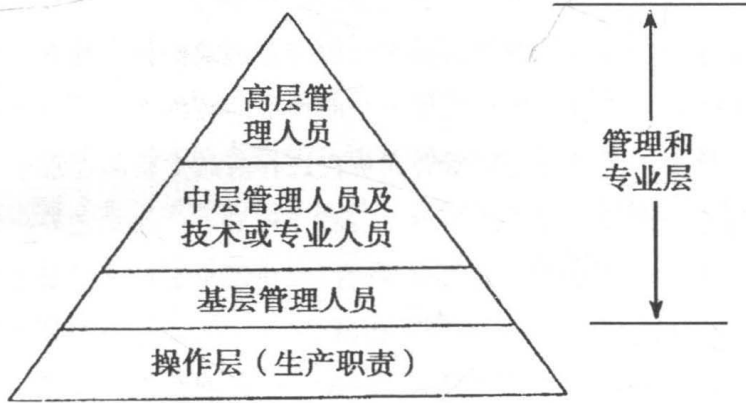 高层管
理人员
中层管理人员及
技术或专业人员
基层管理人员
操作层（生产职责）
管理和
专业层